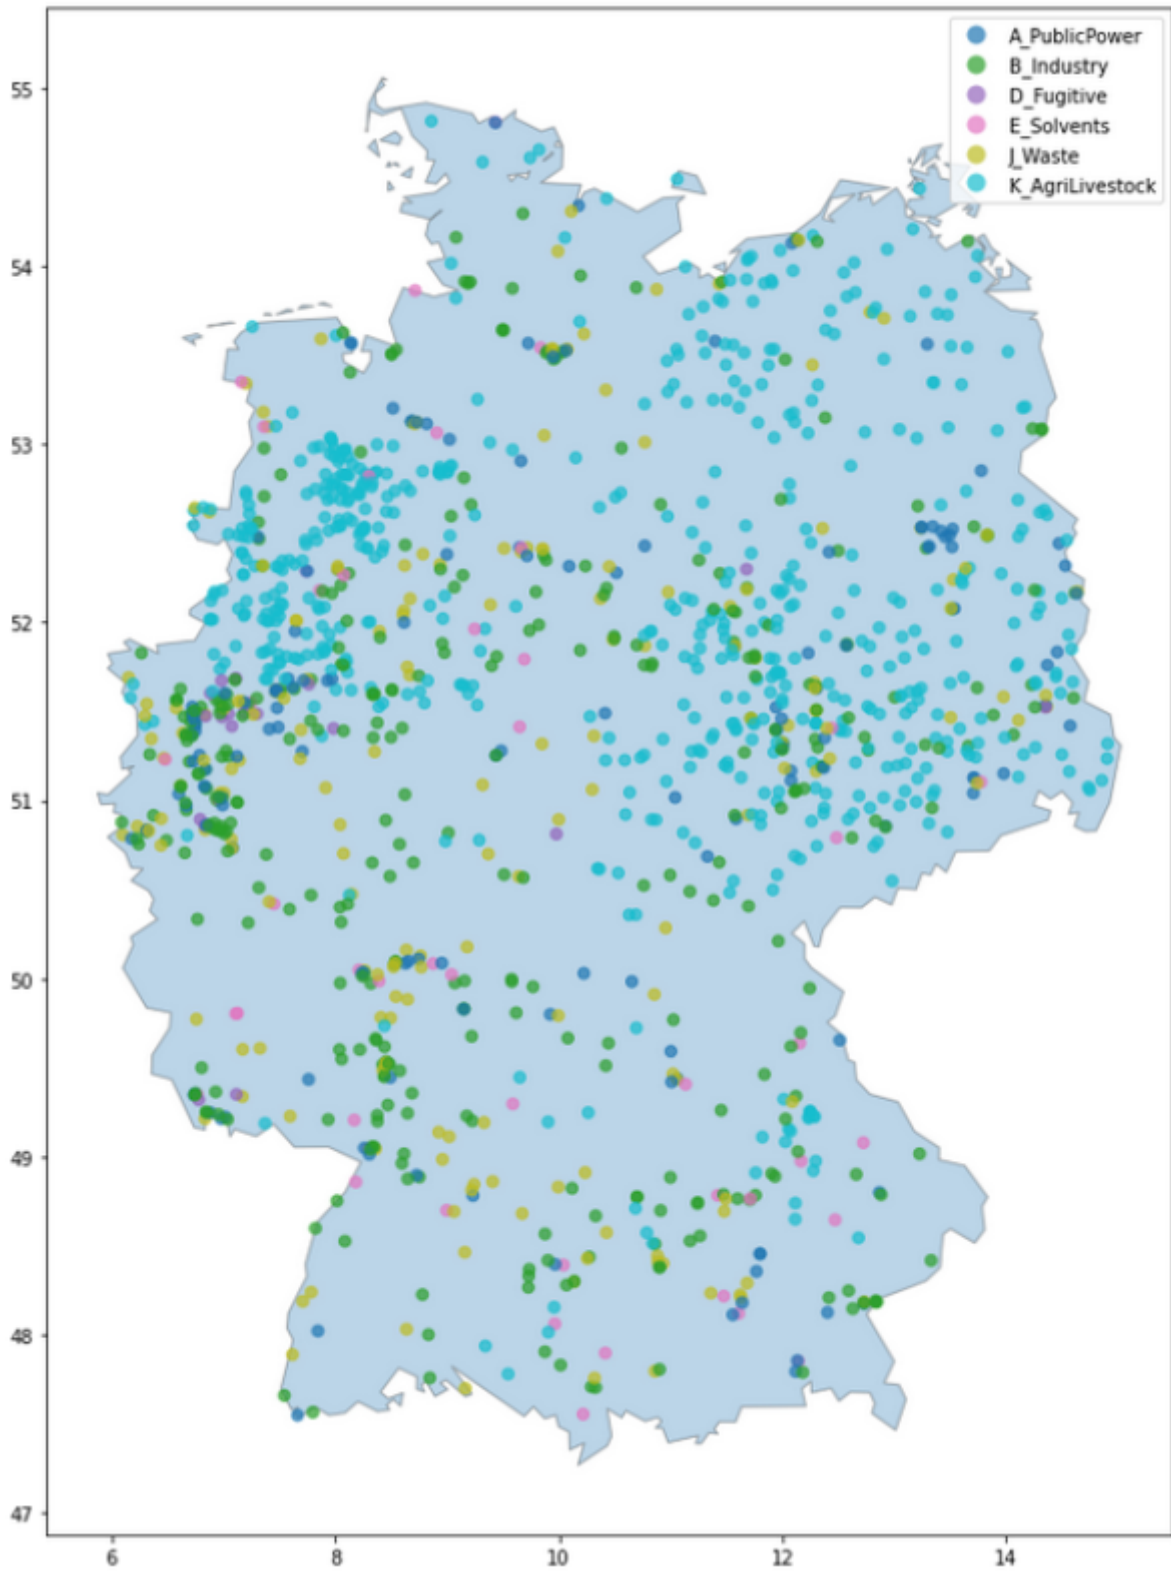 A_PublicPower
B_Industry
D_Fugitive
E_Solvents
J_Waste
K_AgriLivestock
55
54
53
52
51
50
49
48
47
6 8 10 12 14